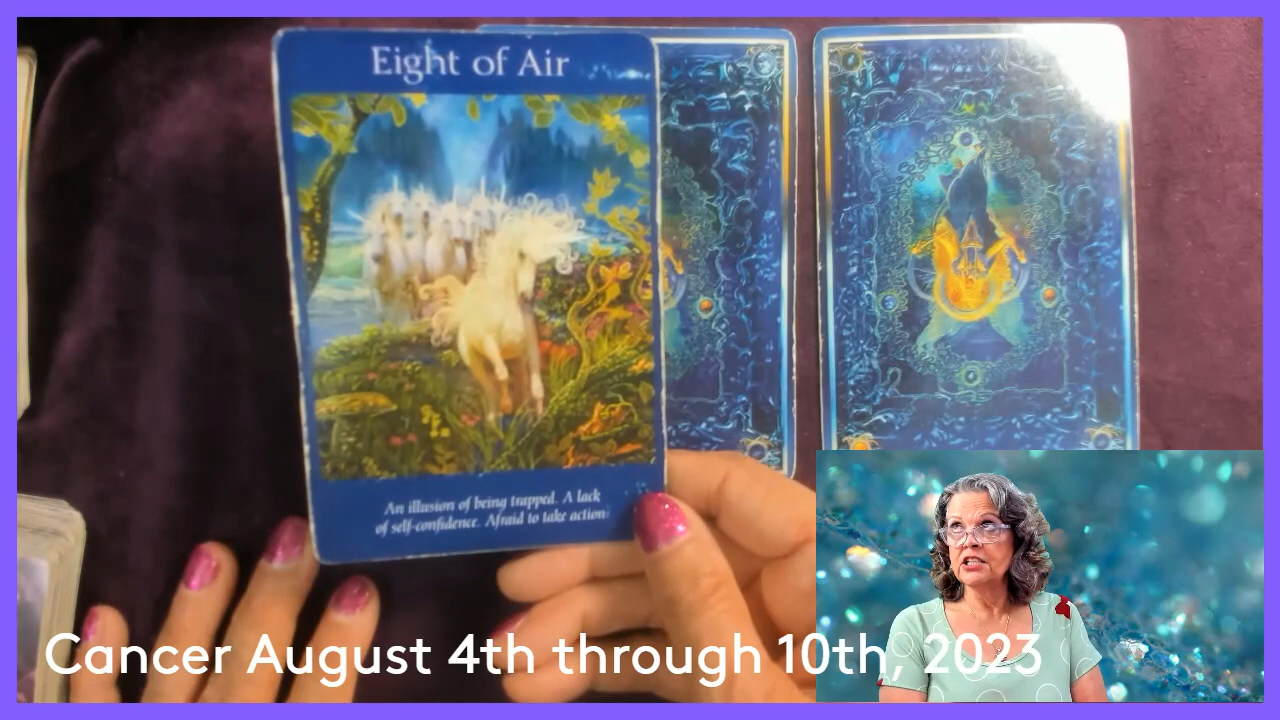 Eight of Air
An illusion of being trapped. A lack
of self-confidence. Afraid to take action.
Cancer August 4th through 10th, 2023